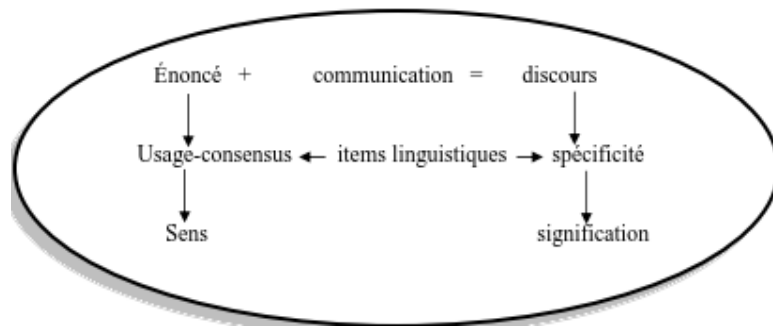 Énoncé + communication = discours
Usage-consensus items linguistiques spécificité
Sens signification